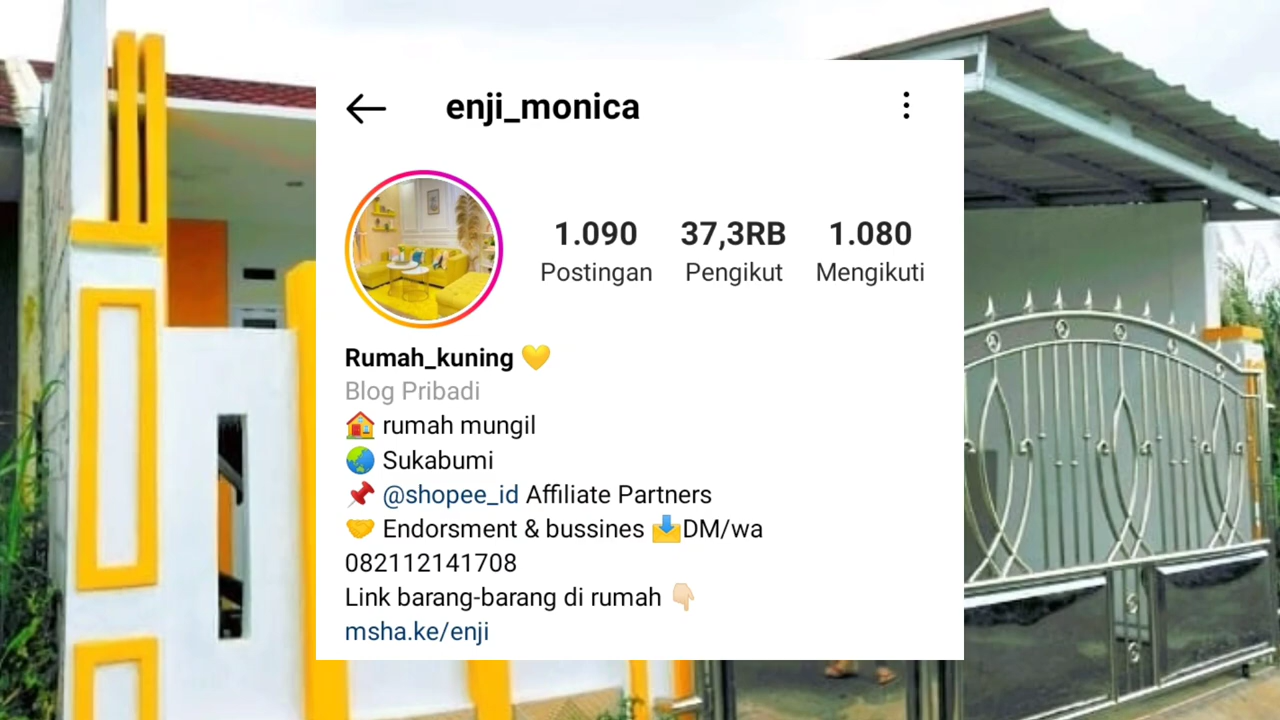 enji_monica
1.090 37,3RB 1.080
Postingan Pengikut Mengikuti
Rumah_kuning 💛
Blog Pribadi
🏠 rumah mungil
🌏 Sukabumi
📌 @shopee_id Affiliate Partners
🤝 Endorsment & bussines 📩DM/wa
082112141708
Link barang-barang di rumah 👇🏻
msha.ke/enji